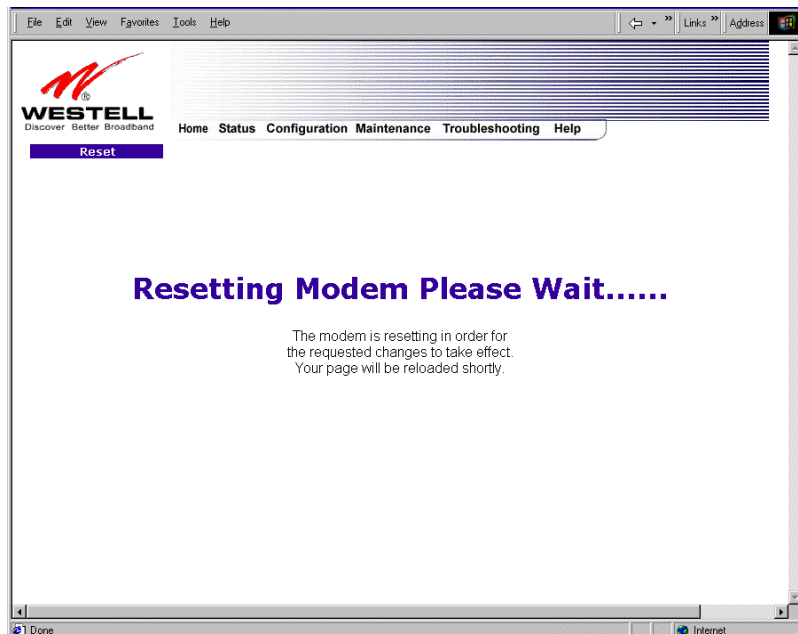 File Edit View Favorites Tools Help
Links » Address
WESTELL
Discover Better Broadband
Home Status Configuration Maintenance Troubleshooting Help
Reset
Resetting Modem Please Wait......
The modem is resetting in order for
the requested changes to take effect.
Your page will be reloaded shortly.
Done
Internet